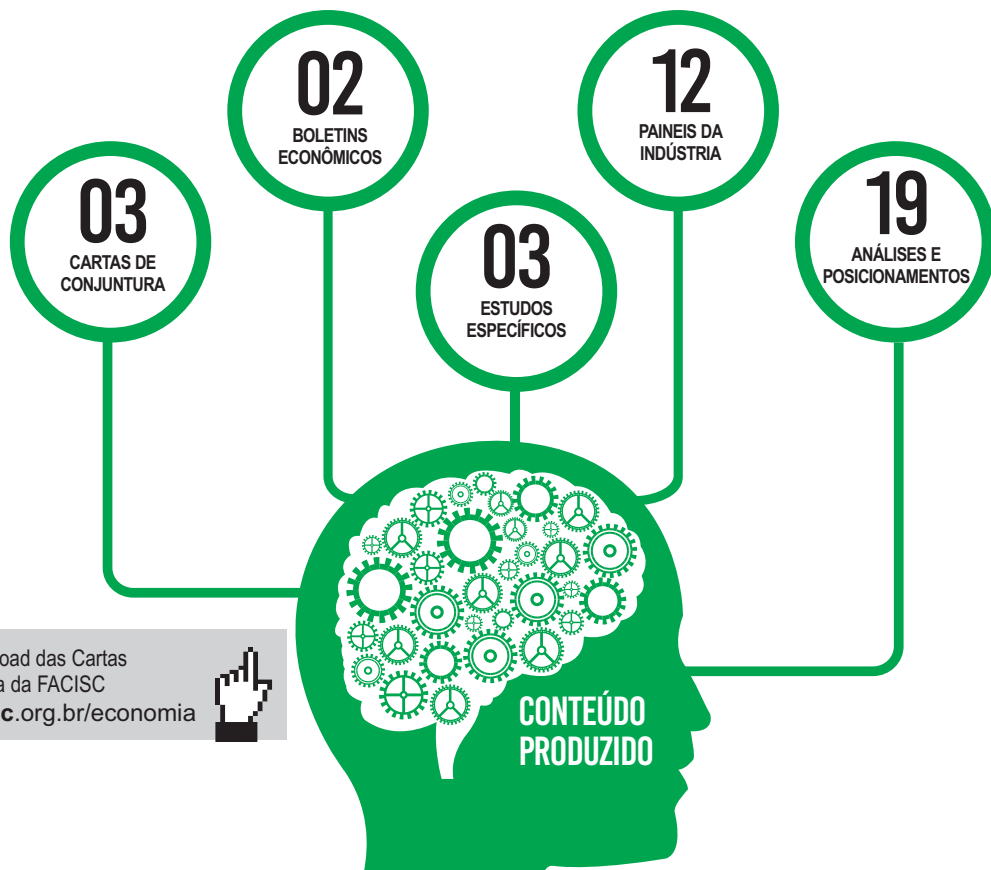 02
BOLETINS
ECONÔMICOS
12
PAINEIS DA
INDÚSTRIA
03
CARTAS DE
CONJUNTURA
03
ESTUDOS
ESPECÍFICOS
19
ANÁLISES E
POSICIONAMENTOS
das Cartas
da FACISC
.org.br/economia
CONTEÚDO
PRODUZIDO